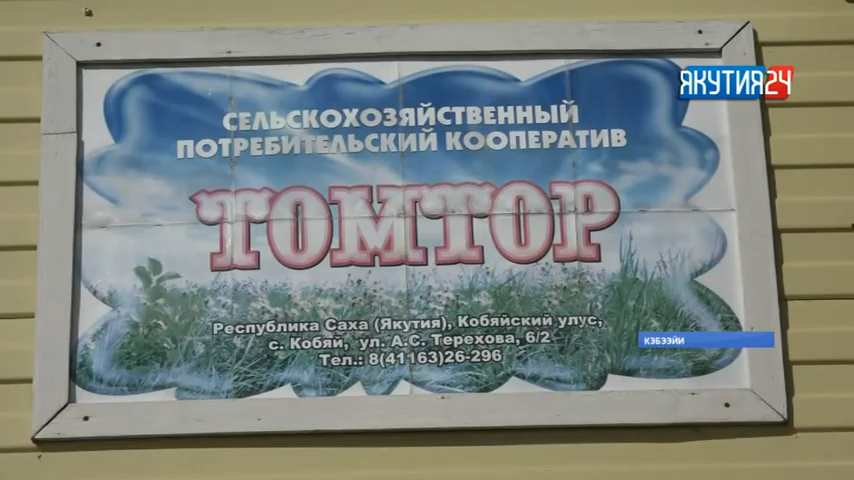 ЯКУТИЯ24
СЕЛЬСКОХОЗЯЙСТВЕННЫЙ
ПОТРЕБИТЕЛЬСКИЙ КООПЕРАТИВ
ТОМТОР
Республика Саха (Якутия), Кобяйский улус,
с. Кобяй, ул. А.С. Терехова, 6/2
Тел.: 8(41163)26-296
КЭБЭЭЙИ